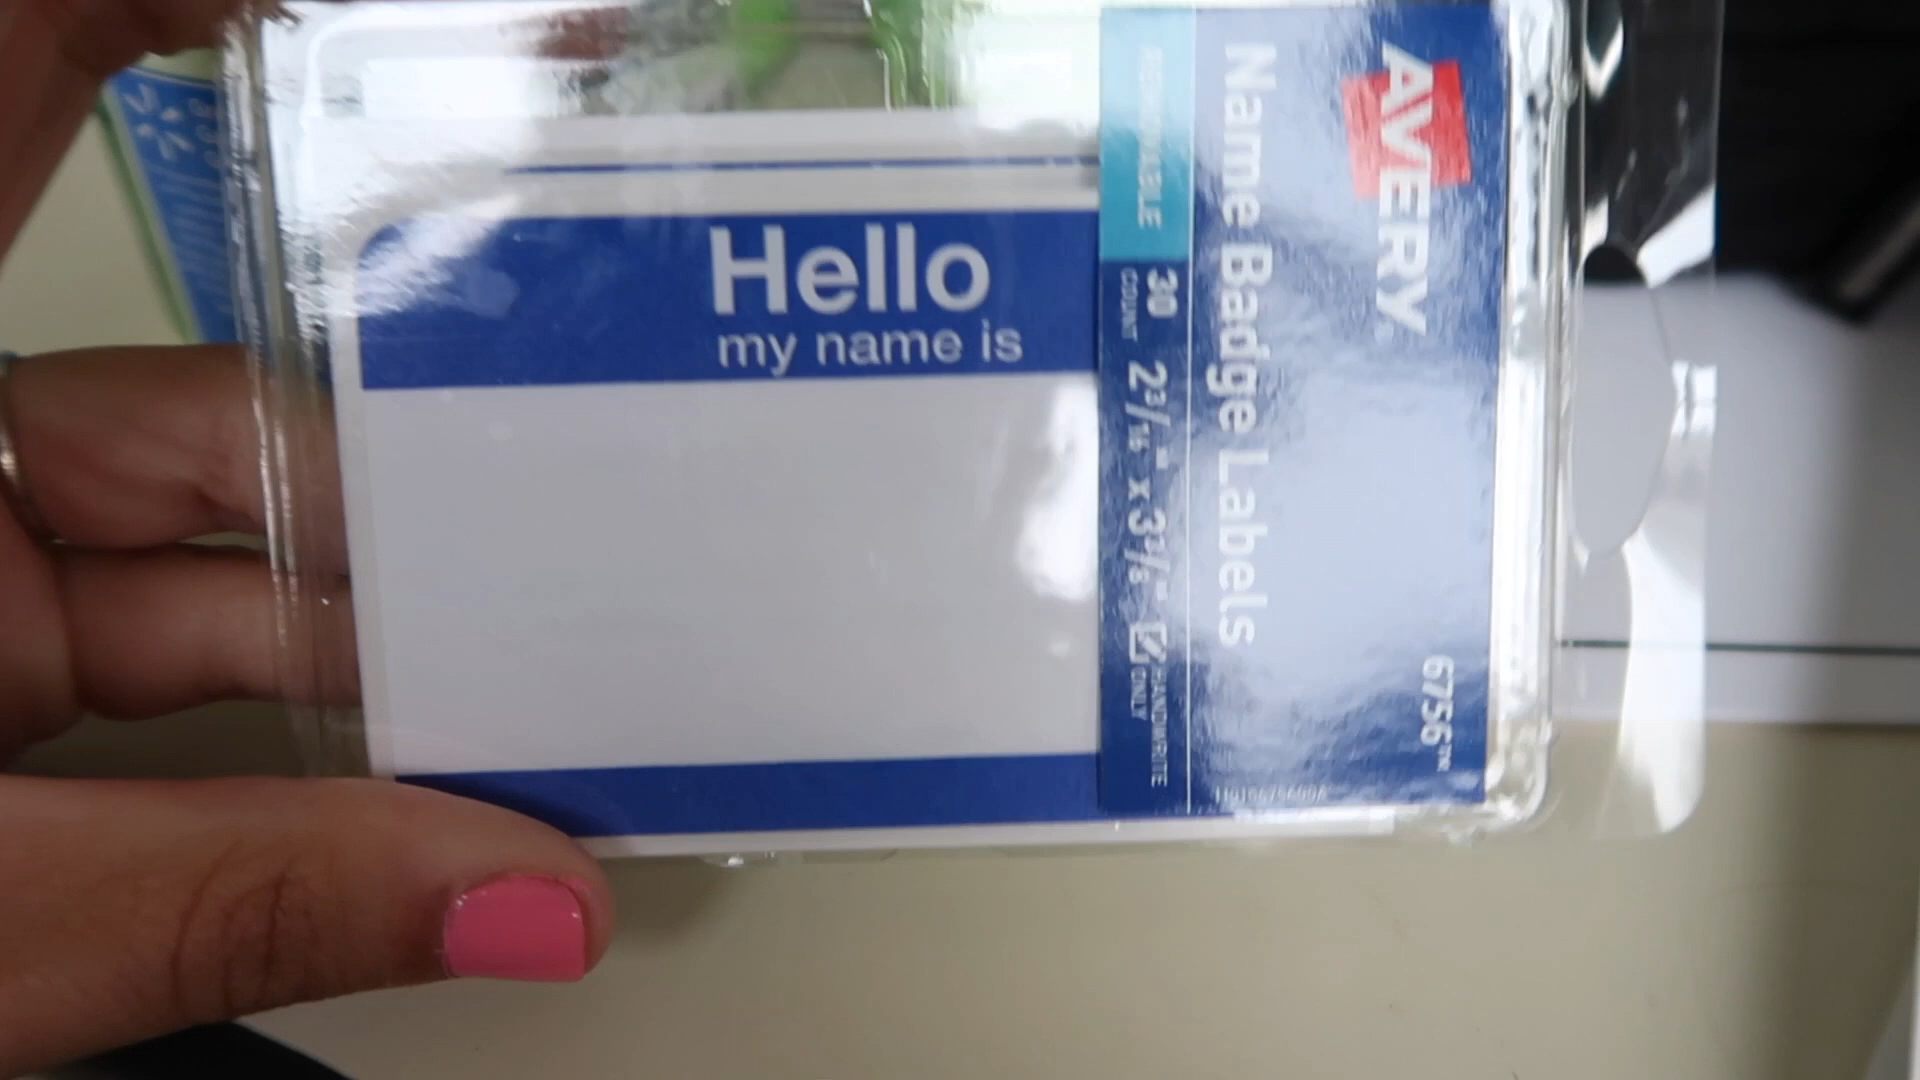 Hello
my name is
AVERY
6756™
Name Badge Labels
REMOVABLE
30
COUNT
2 3/16" x 3 3/8"
HANDWRITE
ONLY